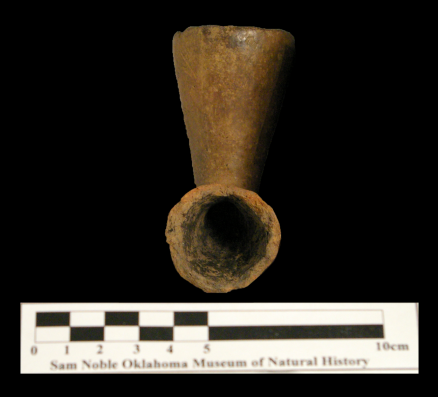 0 1 2 3 4 5 10cm
Sam Noble Oklahoma Museum of Natural History